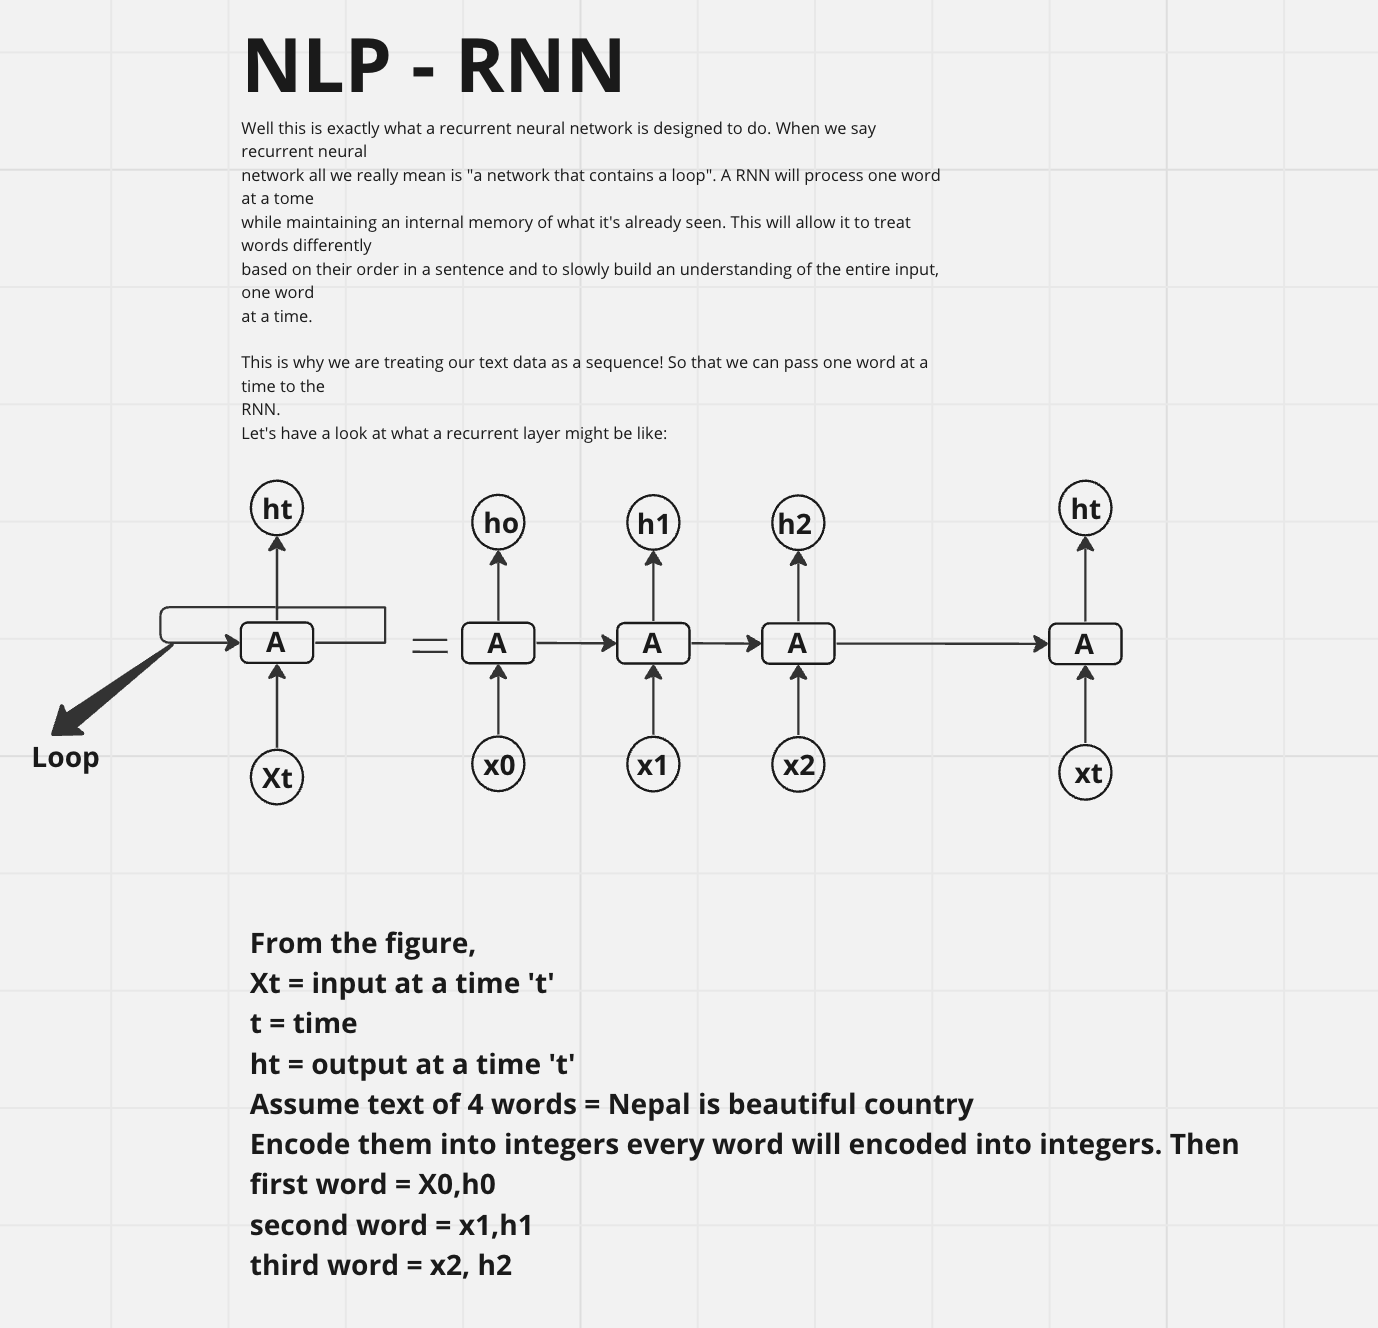 NLP - RNN
Well this is exactly what a recurrent neural network is designed to do. When we say
recurrent neural
network all we really mean is "a network that contains a loop". A RNN will process one word
at a tome
while maintaining an internal memory of what it's already seen. This will allow it to treat
words differently
based on their order in a sentence and to slowly build an understanding of the entire input,
one word
at a time.
This is why we are treating our text data as a sequence! So that we can pass one word at a
time to the
RNN.
Let's have a look at what a recurrent layer might be like:
ht ho h1 h2 ht
A A A A A
Loop
Xt x0 x1 x2 xt
From the figure,
Xt = input at a time 't'
t = time
ht = output at a time 't'
Assume text of 4 words = Nepal is beautiful country
Encode them into integers every word will encoded into integers. Then
first word = X0,h0
second word = x1,h1
third word = x2, h2